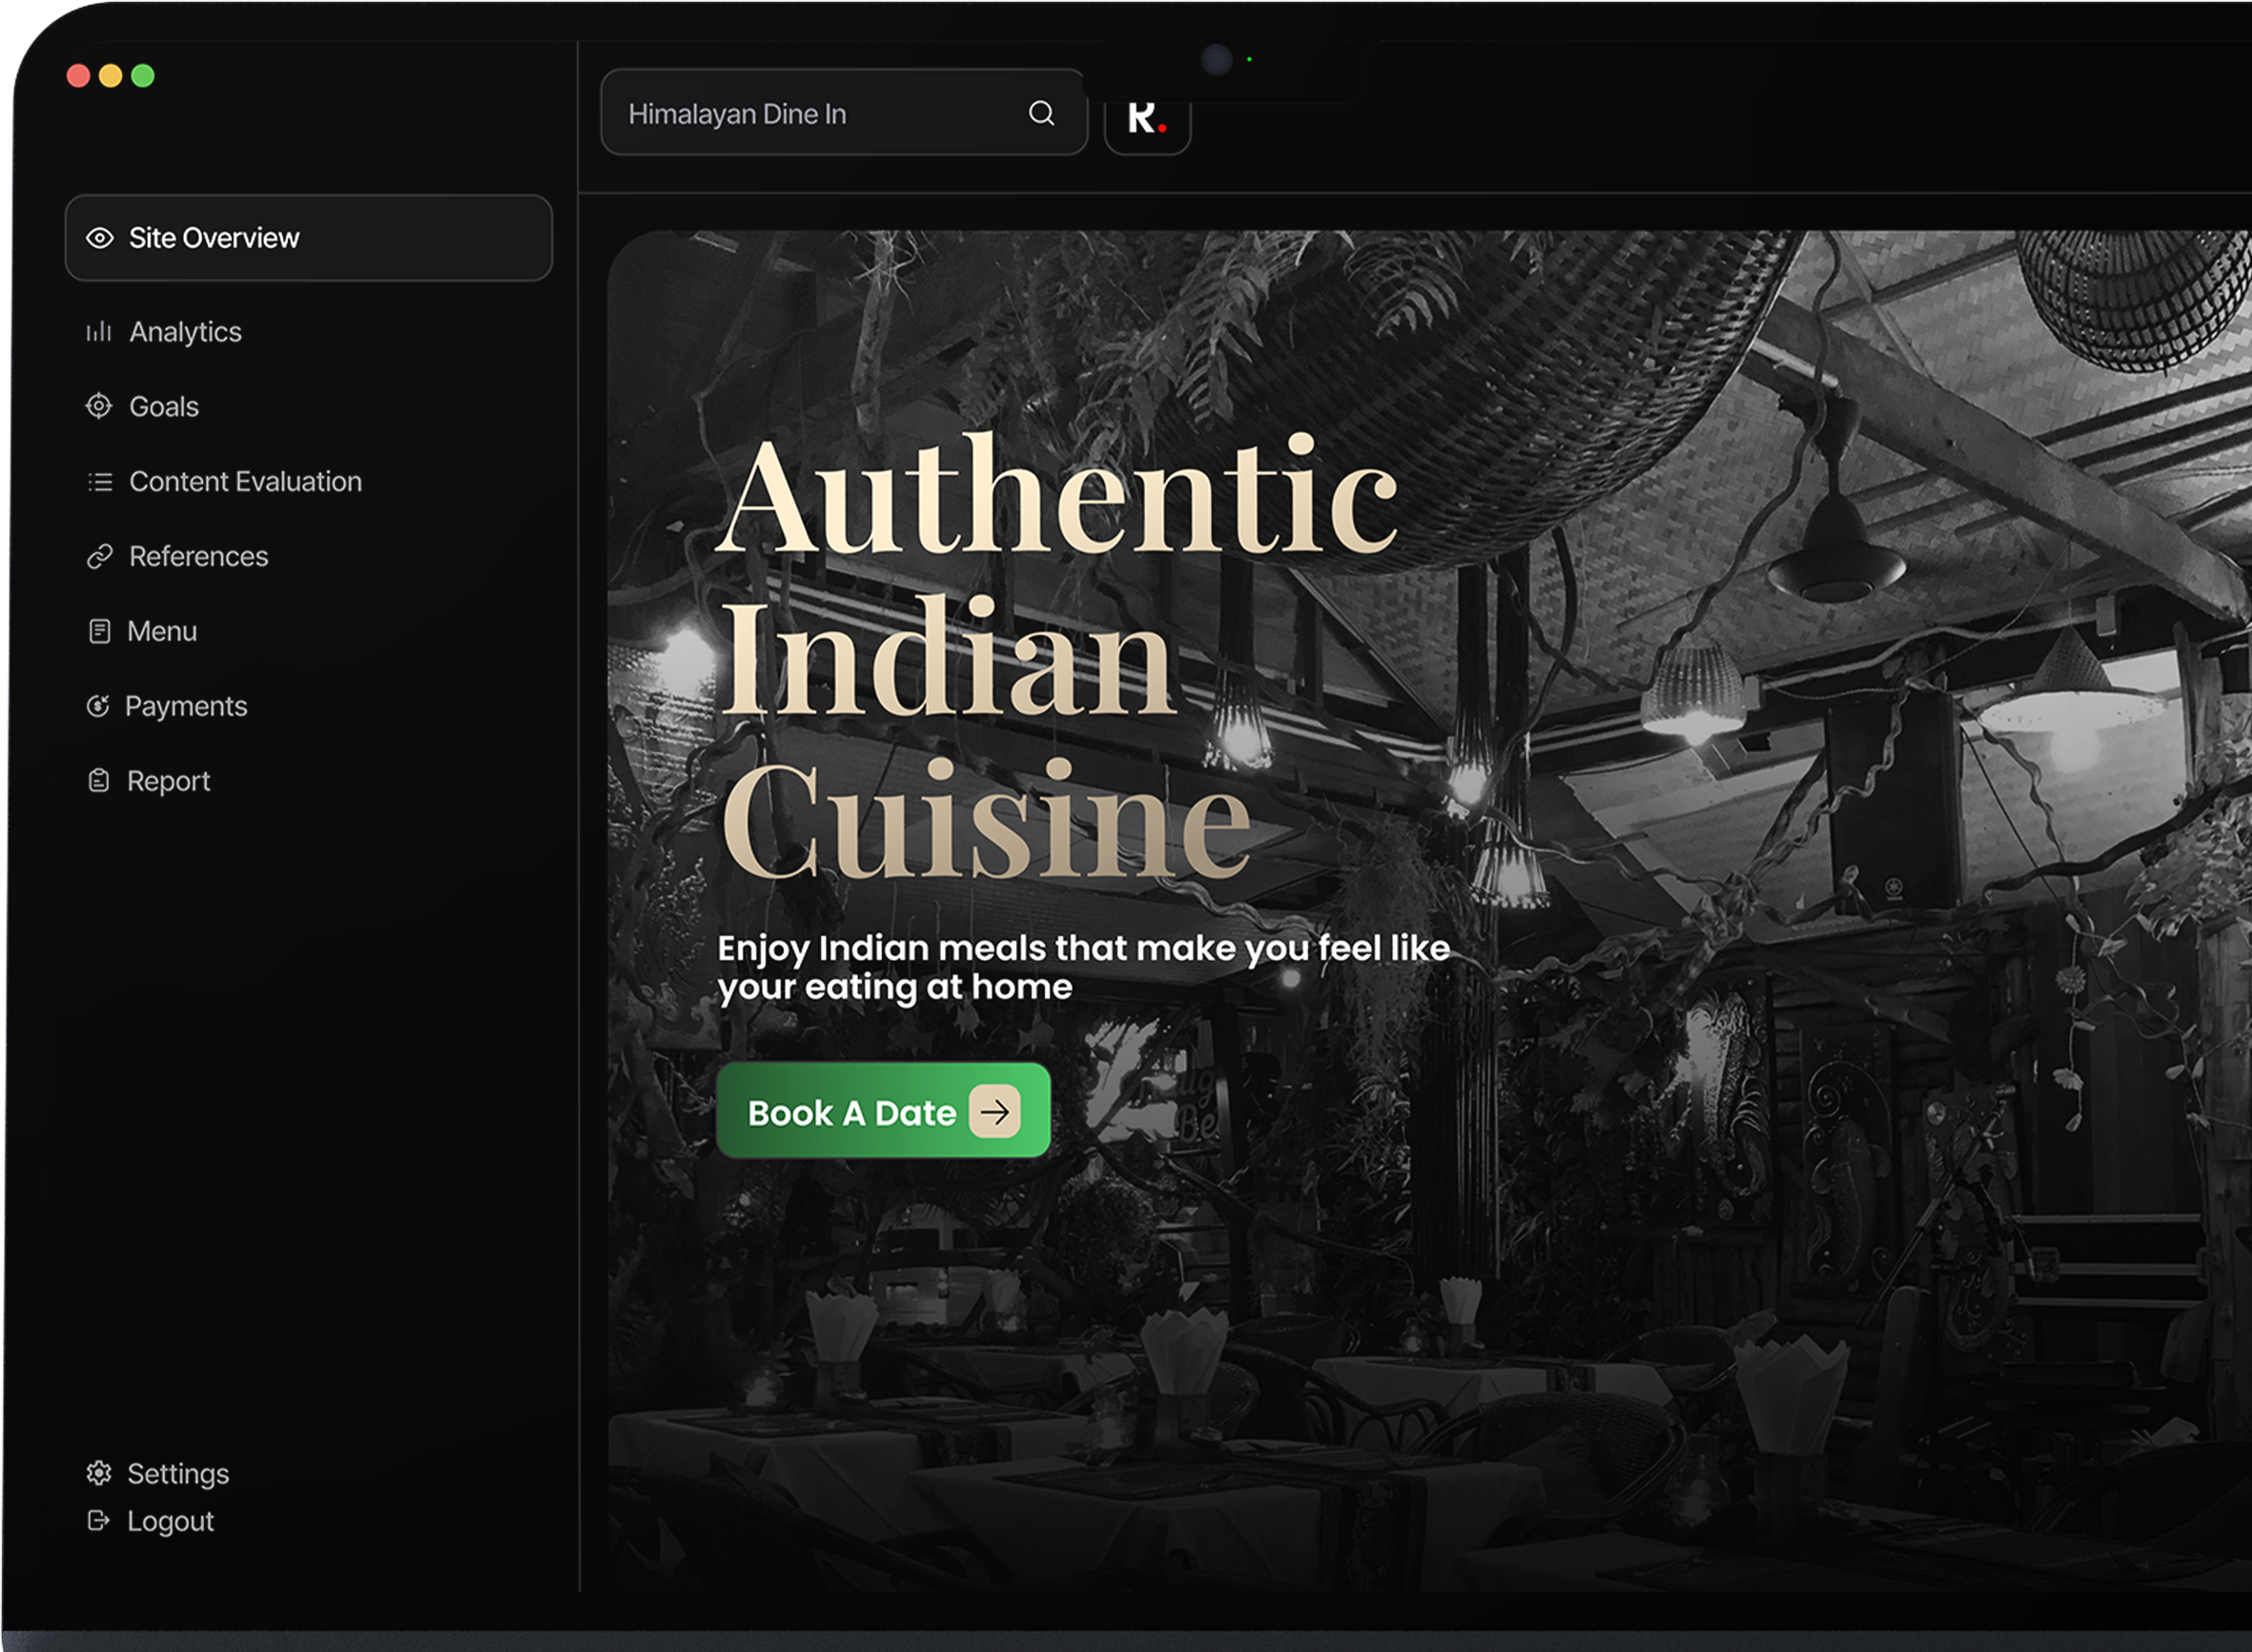 Himalayan Dine In
R.
Site Overview
Analytics
Goals
Content Evaluation
References
Menu
Payments
Report
Settings
Logout
Authentic
Indian
Cuisine
Enjoy Indian meals that make you feel like
your eating at home
Book A Date